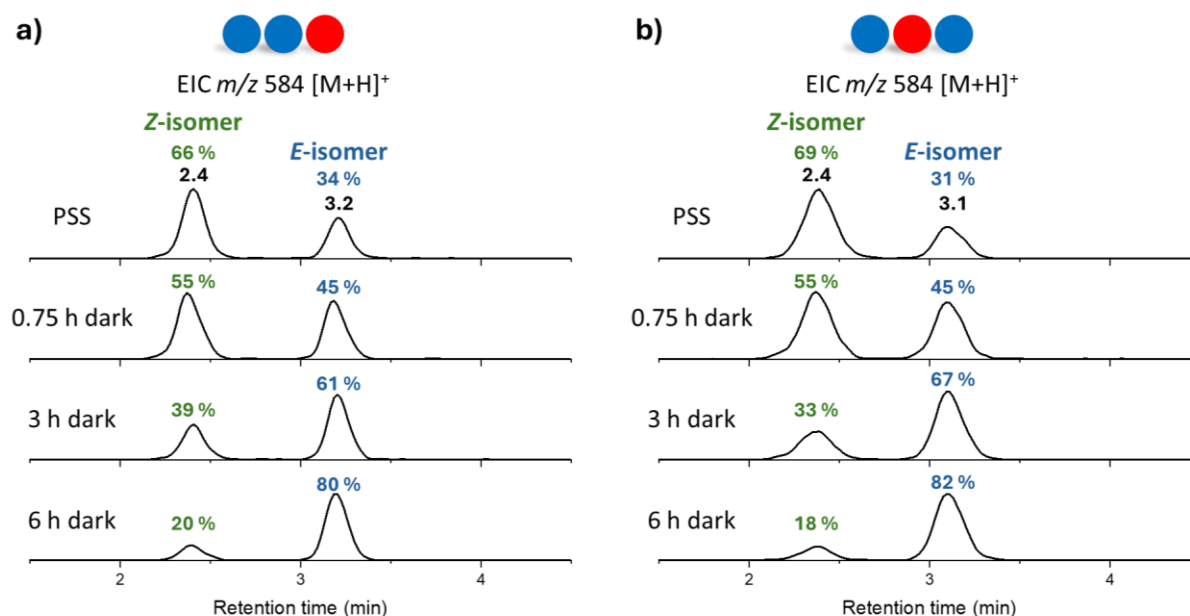 a)
EIC m/z 584 [M+H]+
Z-isomer
66 %
2.4
E-isomer
34 %
3.2
PSS
55 %
45 %
0.75 h dark
39 %
61 %
3 h dark
20 %
80 %
6 h dark
2
3
4
Retention time (min)
b)
EIC m/z 584 [M+H]+
Z-isomer
69 %
2.4
E-isomer
31 %
3.1
PSS
55 %
45 %
0.75 h dark
33 %
67 %
3 h dark
18 %
82 %
6 h dark
2
3
4
Retention time (min)